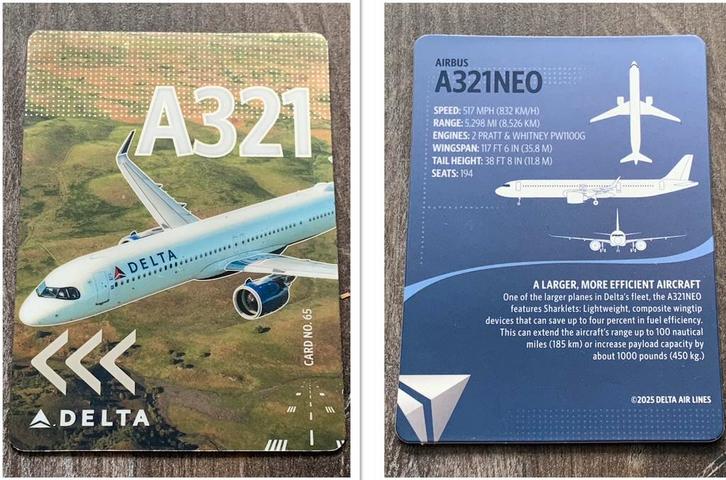 A321
DELTA
CARD NO. 65
DELTA
AIRBUS
A321NEO
SPEED: 517 MPH (832 KM/H)
RANGE: 5,298 MI (8,526 KM)
ENGINES: 2 PRATT & WHITNEY PW1100G
WINGSPAN: 117 FT 6 IN (35.8 M)
TAIL HEIGHT: 38 FT 8 IN (11.8 M)
SEATS: 194
A LARGER, MORE EFFICIENT AIRCRAFT
One of the larger planes in Delta's fleet, the A321NEO
features Sharklets: Lightweight, composite wingtip
devices that can save up to four percent in fuel efficiency.
This can extend the aircraft's range up to 100 nautical
miles (185 km) or increase payload capacity by
about 1000 pounds (450 kg.)
©2025 DELTA AIR LINES